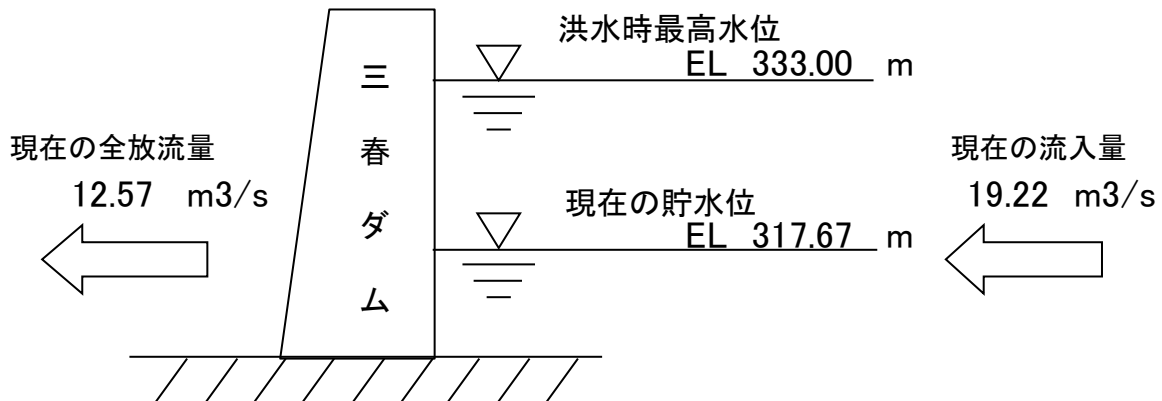 洪水時最高水位
EL 333.00 m
三春ダム
現在の全放流量
12.57 m3/s
現在の流入量
19.22 m3/s
現在の貯水位
EL 317.67 m